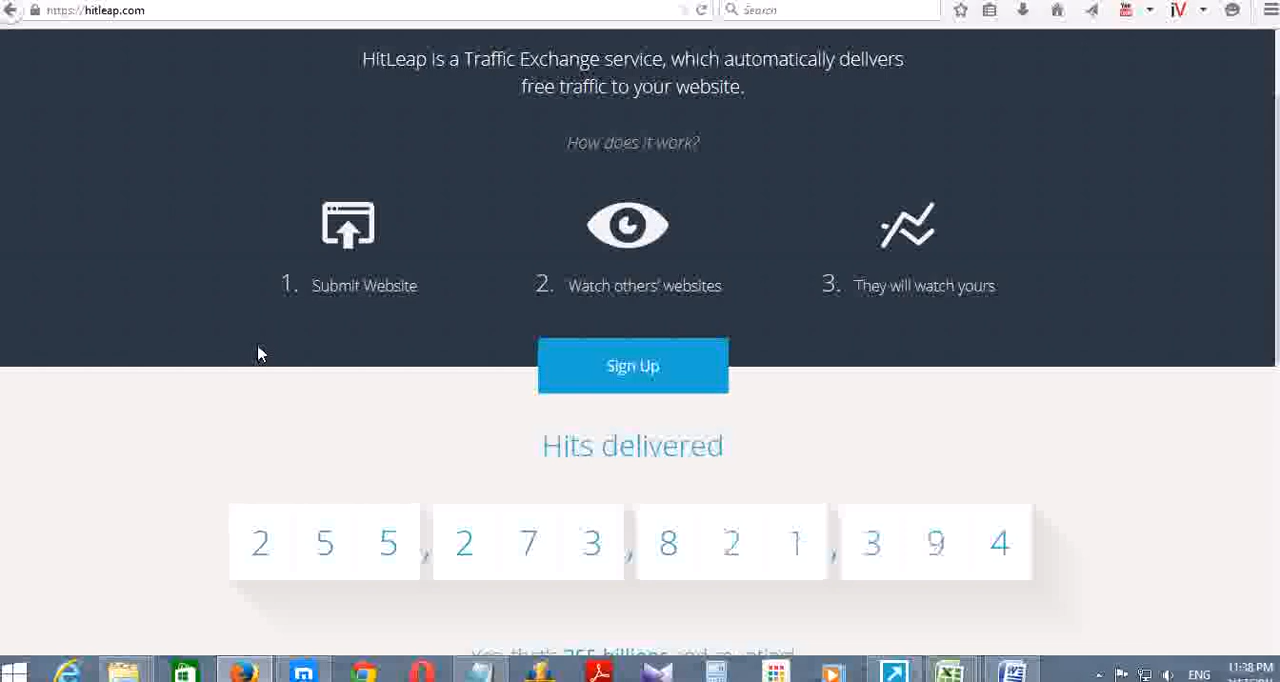 https://hitleap.com
Search
HitLeap is a Traffic Exchange service, which automatically delivers
free traffic to your website.
How does it work?
1. Submit Website
2. Watch others' websites
3. They will watch yours
Sign Up
Hits delivered
255,273,821,394
ENG
11:38 PM